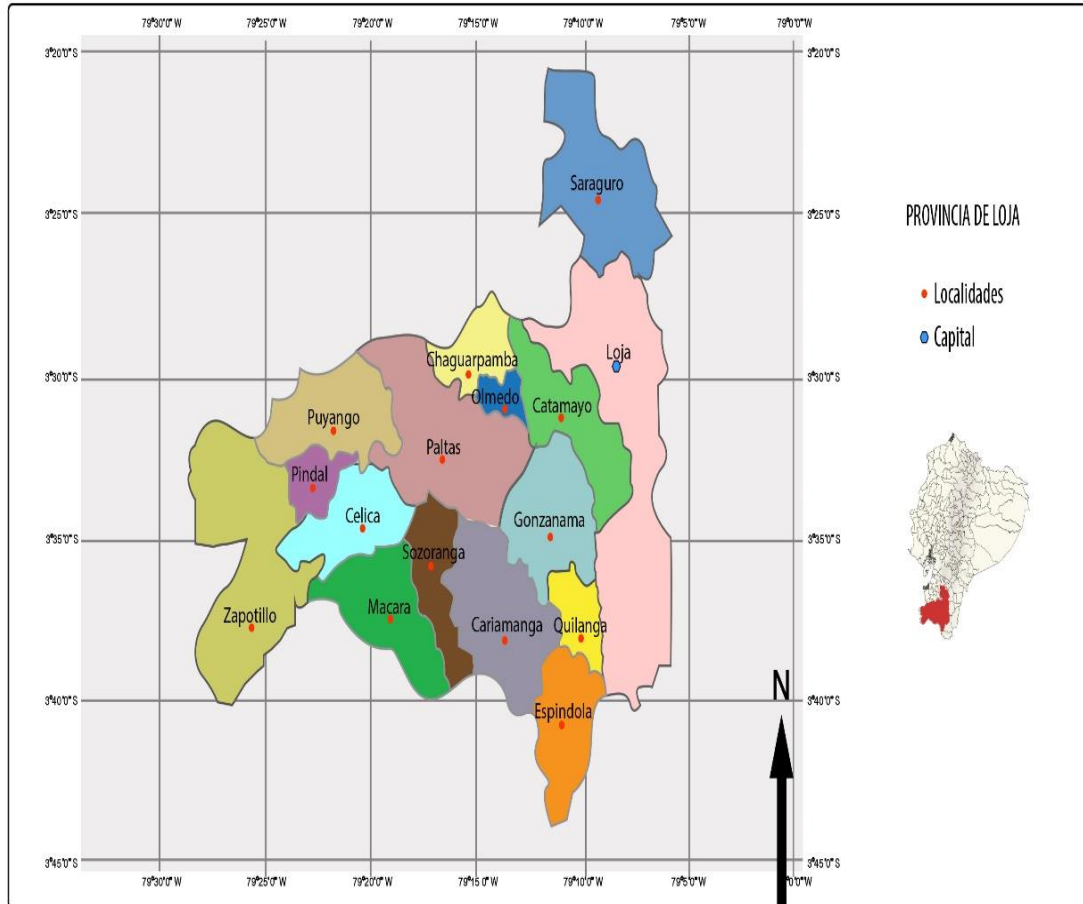 79°30'0"W 79°25'0"W 79°20'0"W 79°15'0"W 79°10'0"W 79°5'0"W 79°0'0"W
3°20'0"S 3°20'0"S
Saraguro
3°25'0"S 3°25'0"S
PROVINCIA DE LOJA
Localidades
Capital
Loja
Chaguarpamba
3°30'0"S 3°30'0"S
Olmedo
Catamayo
Puyango
Paltas
Pindal
Celica
Gonzanama
3°35'0"S 3°35'0"S
Sozoranga
Macara
Zapotillo
Cariamanga
Quilanga
N
3°40'0"S 3°40'0"S
Espindola
3°45'0"S 3°45'0"S
79°30'0"W 79°25'0"W 79°20'0"W 79°15'0"W 79°10'0"W 79°5'0"W 79°0'0"W